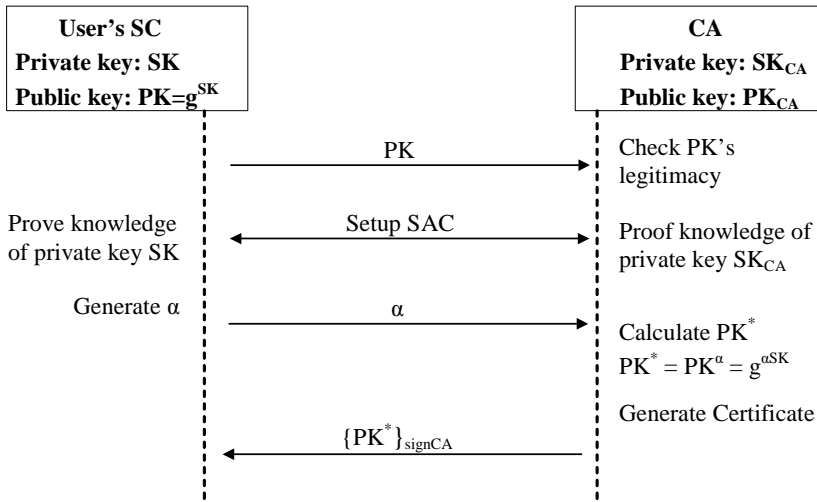 User's SC
Private key: SK
Public key: PK=g^SK
CA
Private key: SK_CA
Public key: PK_CA
PK
Check PK's
legitimacy
Prove knowledge
of private key SK
Setup SAC
Proof knowledge of
private key SK_CA
Generate α
α
Calculate PK^*
PK^* = PK^α = g^αSK
Generate Certificate
{PK^*}_signCA